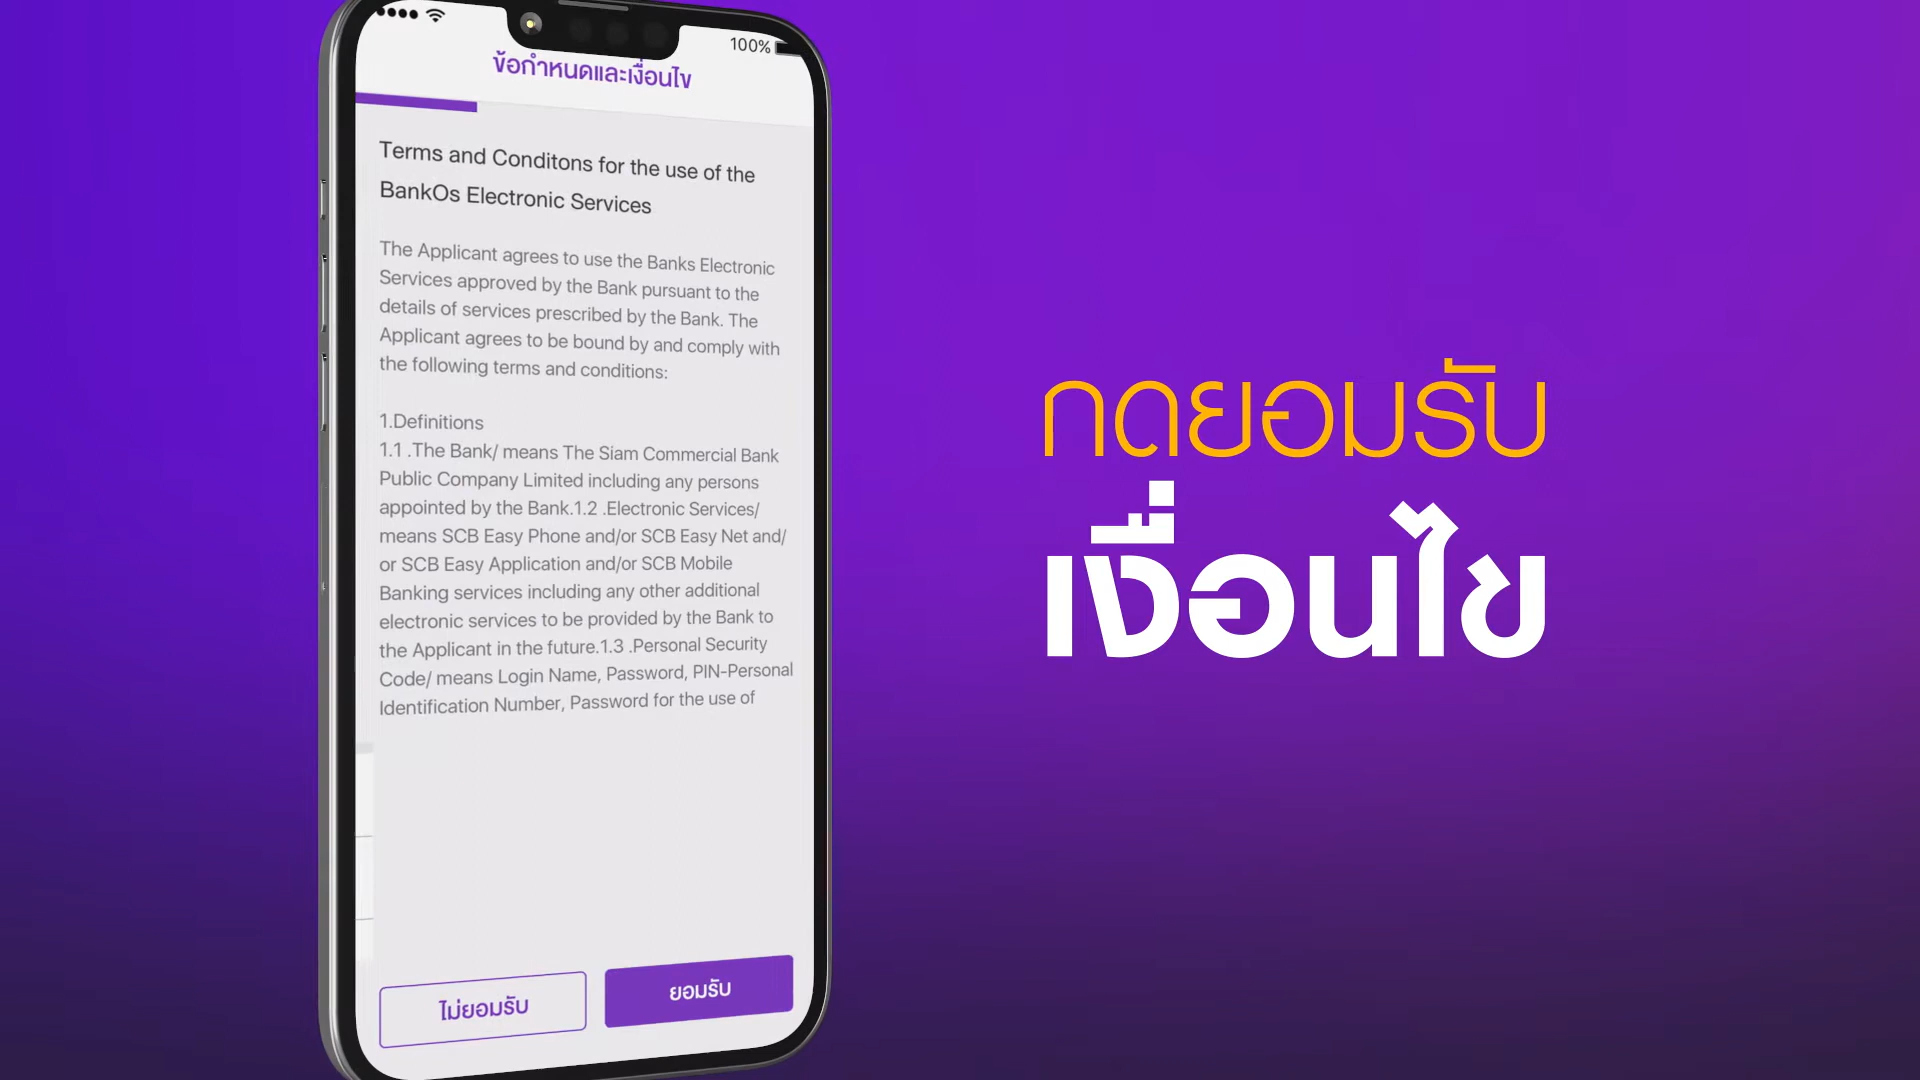 100%
ข้อกำหนดและเงื่อนไข
Terms and Conditons for the use of the
BankOs Electronic Services
The Applicant agrees to use the Banks Electronic
Services approved by the Bank pursuant to the
details of services prescribed by the Bank. The
Applicant agrees to be bound by and comply with
the following terms and conditions:
1.Definitions
1.1 .The Bank/ means The Siam Commercial Bank
Public Company Limited including any persons
appointed by the Bank.1.2 .Electronic Services/
means SCB Easy Phone and/or SCB Easy Net and/
or SCB Easy Application and/or SCB Mobile
Banking services including any other additional
electronic services to be provided by the Bank to
the Applicant in the future.1.3 .Personal Security
Code/ means Login Name, Password, PIN-Personal
Identification Number, Password for the use of
ไม่ยอมรับ
ยอมรับ
กดยอมรับ
เงื่อนไข